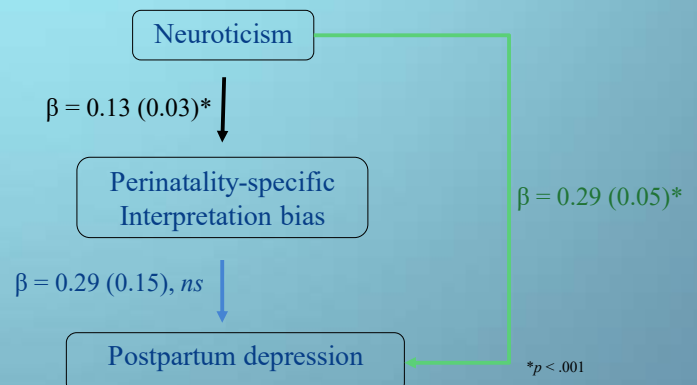 Neuroticism
β = 0.13 (0.03)*
Perinatality-specific
Interpretation bias
β = 0.29 (0.05)*
β = 0.29 (0.15), ns
Postpartum depression
*p < .001